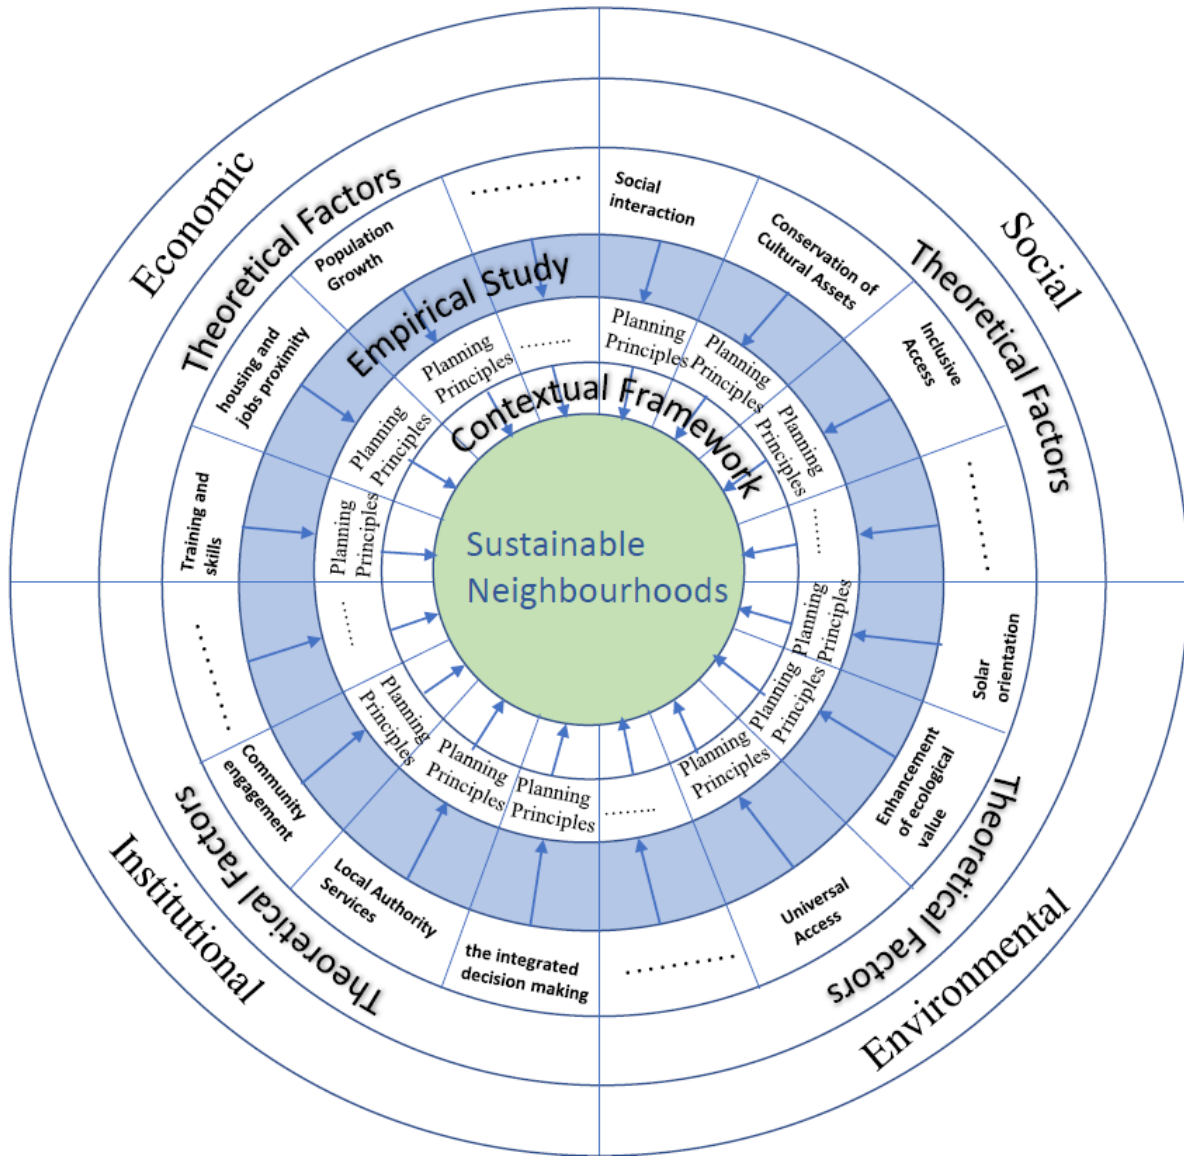 Economic
Social
Institutional
Environmental
Theoretical Factors
Theoretical Factors
Theoretical Factors
Theoretical Factors
..........
Social
interaction
Conservation of
Cultural Assets
Inclusive
Access
..........
Solar
orientation
Enhancement
of ecological
value
Universal
Access
..........
the integrated
decision making
Local Authority
Services
Community
engagement
..........
Training and
skills
housing and
jobs proximity
Population
Growth
Empirical Study
........
Planning
Principles
Planning
Principles
Planning
Principles
........
Planning
Principles
Planning
Principles
Planning
Principles
........
Planning
Principles
Planning
Principles
Planning
Principles
........
Planning
Principles
Planning
Principles
Planning
Principles
Contextual Framework
Sustainable
Neighbourhoods